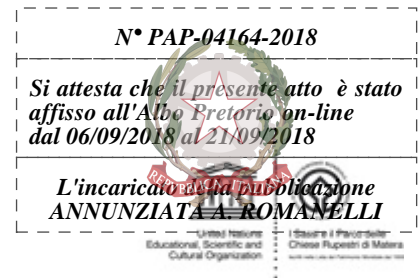 N° PAP-04164-2018
Si attesta che il presente atto è stato
affisso all'Albo Pretorio on-line
dal 06/09/2018 al 21/09/2018
L'incaricato della pubblicazione
ANNUNZIATA A. ROMANELLI
REPVBBLICA ITALIANA
United Nations
Educational, Scientific and
Cultural Organization
I Sassi e il Parco delle
Chiese Rupestri di Matera